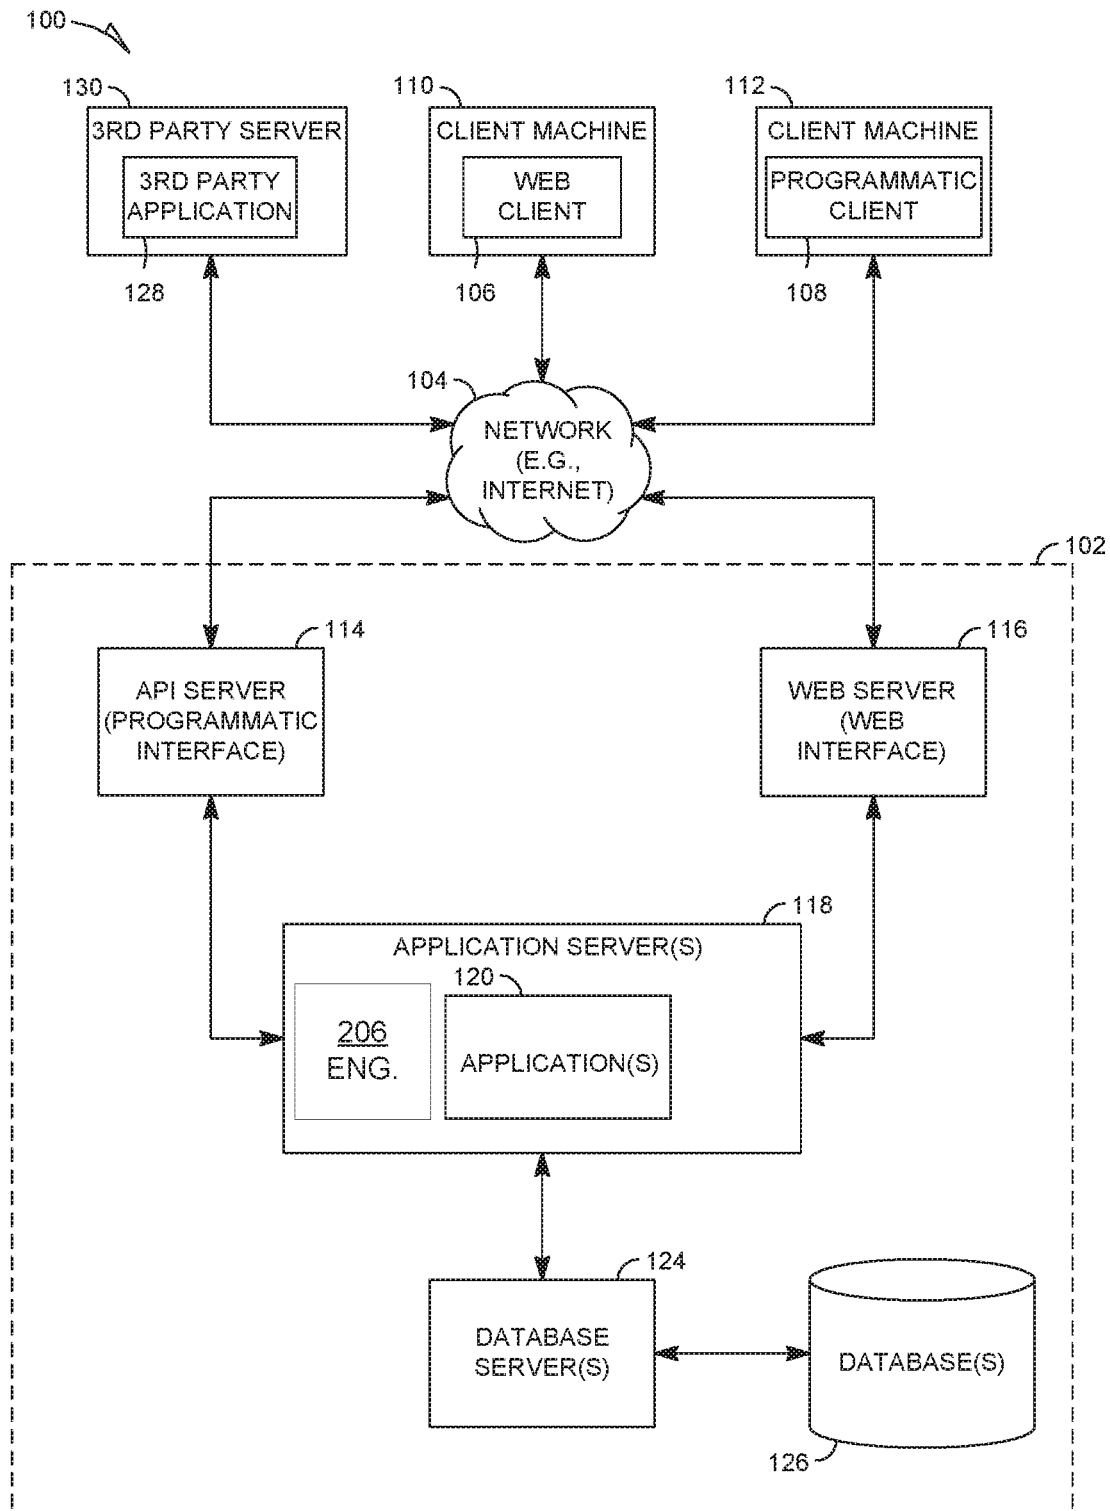 100
130
110
112
3RD PARTY SERVER
3RD PARTY
APPLICATION
128
CLIENT MACHINE
WEB
CLIENT
106
CLIENT MACHINE
PROGRAMMATIC
CLIENT
108
104
NETWORK
(E.G.,
INTERNET)
102
114
API SERVER
(PROGRAMMATIC
INTERFACE)
116
WEB SERVER
(WEB
INTERFACE)
118
APPLICATION SERVER(S)
206
ENG.
120
APPLICATION(S)
124
DATABASE
SERVER(S)
DATABASE(S)
126